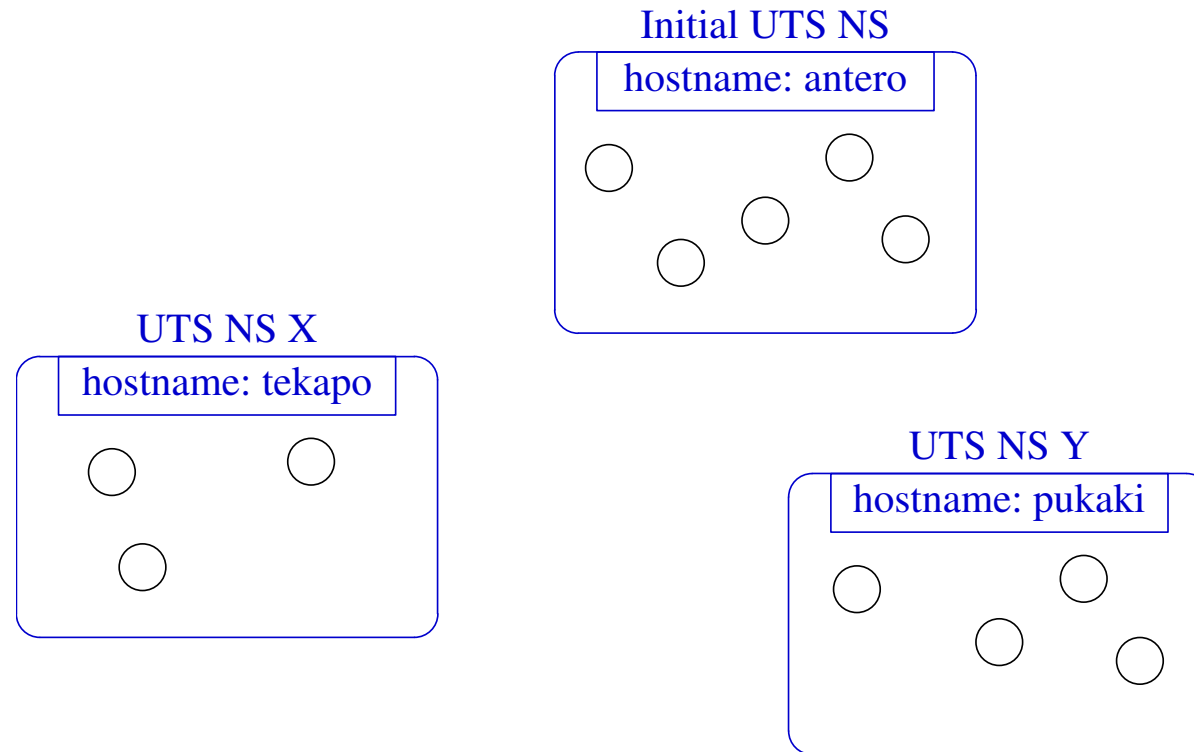 Initial UTS NS
hostname: antero
UTS NS X
hostname: tekapo
UTS NS Y
hostname: pukaki